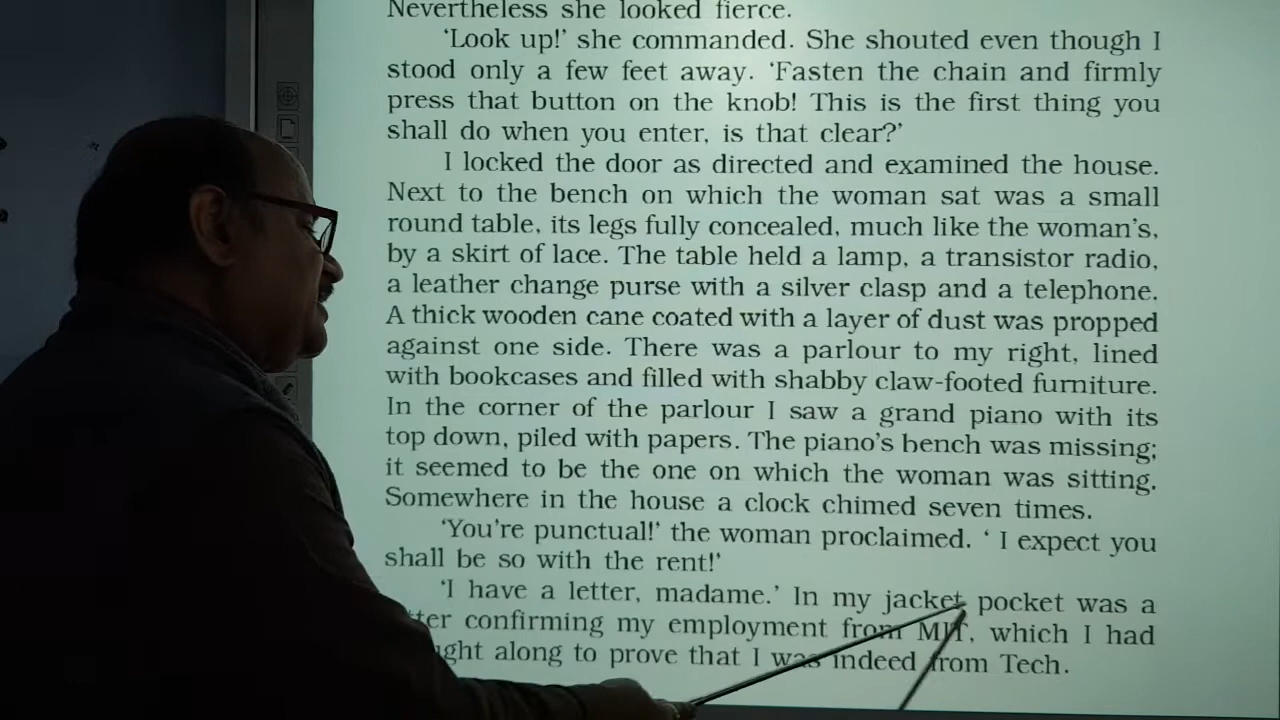 Nevertheless she looked fierce.
‘Look up!’ she commanded. She shouted even though I
stood only a few feet away. ‘Fasten the chain and firmly
press that button on the knob! This is the first thing you
shall do when you enter, is that clear?’
I locked the door as directed and examined the house.
Next to the bench on which the woman sat was a small
round table, its legs fully concealed, much like the woman’s,
by a skirt of lace. The table held a lamp, a transistor radio,
a leather change purse with a silver clasp and a telephone.
A thick wooden cane coated with a layer of dust was propped
against one side. There was a parlour to my right, lined
with bookcases and filled with shabby claw-footed furniture.
In the corner of the parlour I saw a grand piano with its
top down, piled with papers. The piano’s bench was missing;
it seemed to be the one on which the woman was sitting.
Somewhere in the house a clock chimed seven times.
‘You’re punctual!’ the woman proclaimed. ‘ I expect you
shall be so with the rent!’
‘I have a letter, madame.’ In my jacket pocket was a
tter confirming my employment from MIT, which I had
ught along to prove that I was indeed from Tech.